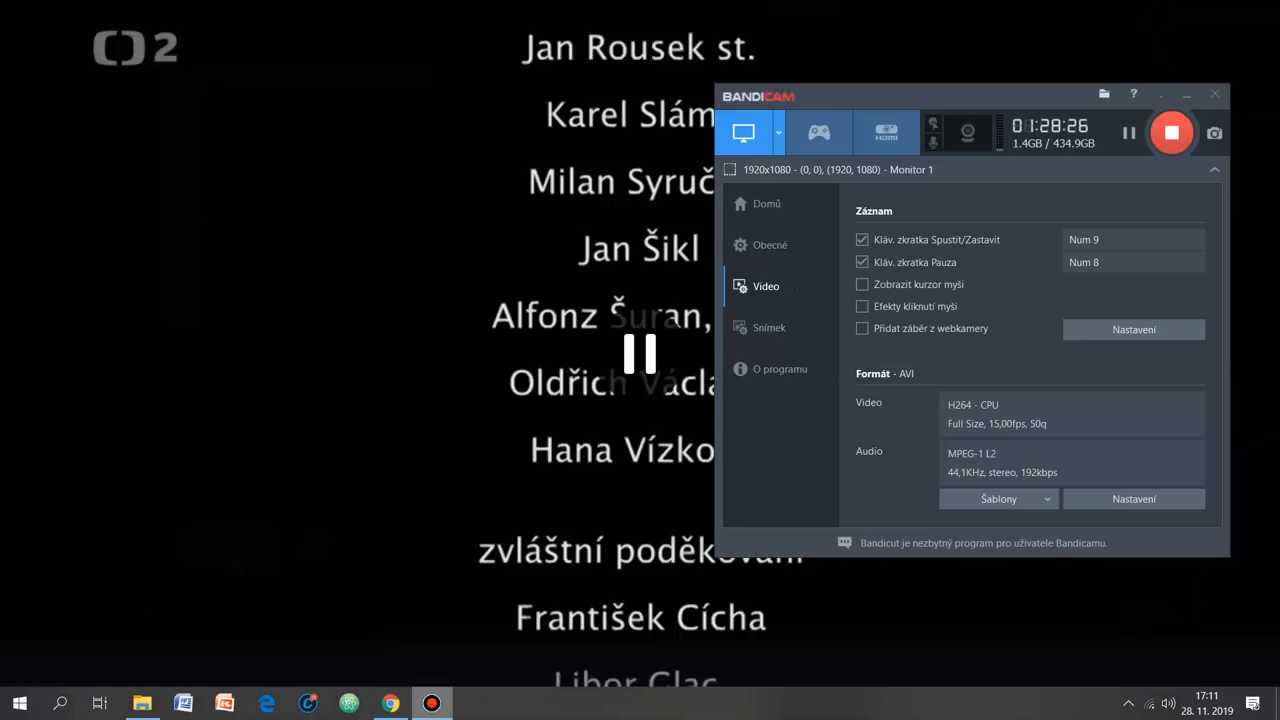 2
Jan Rousek st.
Karel Slám
Milan Syruč
Jan Šikl
Alfonz Šuran,
Oldřich Václa
Hana Vízko
zvláštní poděkování
František Cícha
Libor Glac
BANDICAM
?
HDMI
01:28:26
1.4GB / 434.9GB
1920x1080 - (0, 0), (1920, 1080) - Monitor 1
Domů
Obecné
Video
Snímek
O programu
Záznam
Kláv. zkratka Spustit/Zastavit
Num 9
Kláv. zkratka Pauza
Num 8
Zobrazit kurzor myši
Efekty kliknutí myši
Přidat záběr z webkamery
Nastavení
Formát - AVI
Video
H264 - CPU
Full Size, 15,00fps, 50q
Audio
MPEG-1 L2
44,1KHz, stereo, 192kbps
Šablony
Nastavení
Bandicut je nezbytný program pro uživatele Bandicamu.
17:11
28. 11. 2019